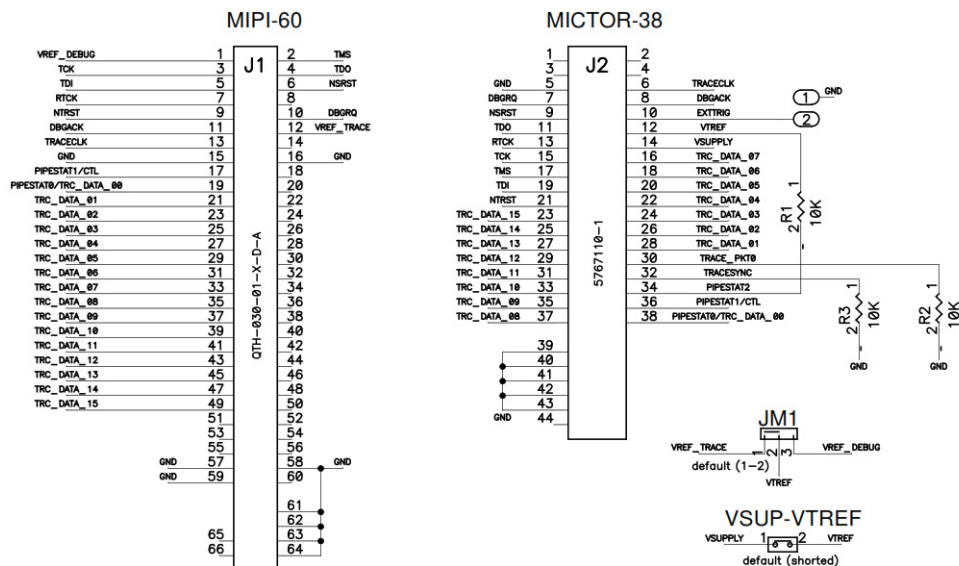 MIPI-60
VREF_DEBUG 1 J1 2 TMS
TCK 3 4 TDO
TDI 5 6 NSRST
RTCK 7 8
NTRST 9 10 DBGRQ
DBGACK 11 12 VREF_TRACE
TRACECLK 13 14
GND 15 16 GND
PIPESTAT1/CTL 17 18
PIPESTAT0/TRC_DATA_00 19 20
TRC_DATA_01 21 22
TRC_DATA_02 23 24
TRC_DATA_03 25 26
TRC_DATA_04 27 28
TRC_DATA_05 29 30
TRC_DATA_06 31 32
TRC_DATA_07 33 34
TRC_DATA_08 35 36
TRC_DATA_09 37 38
TRC_DATA_10 39 40
TRC_DATA_11 41 42
TRC_DATA_12 43 44
TRC_DATA_13 45 46
TRC_DATA_14 47 48
TRC_DATA_15 49 50
51 52
53 54
55 56
GND 57 58 GND
GND 59 60
61
62
65 63
66 64
QTH-030-01-X-D-A
MICTOR-38
1 J2 2
3 4
GND 5 6 TRACECLK
DBGRQ 7 8 DBGACK
NSRST 9 10 EXTTRIG
TDO 11 12 VTREF
RTCK 13 14 VSUPPLY
TCK 15 16 TRC_DATA_07
TMS 17 18 TRC_DATA_06
TDI 19 20 TRC_DATA_05
NTRST 21 22 TRC_DATA_04
TRC_DATA_15 23 24 TRC_DATA_03
TRC_DATA_14 25 26 TRC_DATA_02
TRC_DATA_13 27 28 TRC_DATA_01
TRC_DATA_12 29 30 TRACE_PKT0
TRC_DATA_11 31 32 TRACESYNC
TRC_DATA_10 33 34 PIPESTAT2
TRC_DATA_09 35 36 PIPESTAT1/CTL
TRC_DATA_08 37 38 PIPESTAT0/TRC_DATA_00
39
40
41
42
43
GND 44
5767110-1
1 GND
2
2 R1 1
10K
2 R3 1
10K
GND
2 R2 1
10K
GND
JM1
VREF_TRACE 1 2 3 VREF_DEBUG
default (1-2)
VTREF
VSUP-VTREF
VSUPPLY 1 2 VTREF
default (shorted)